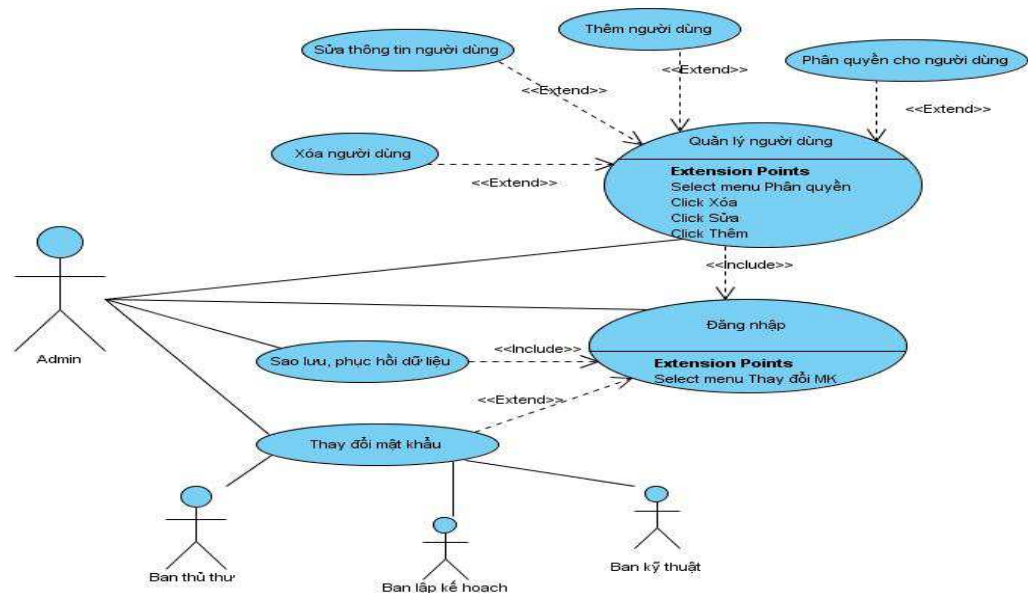 Thêm người dùng
Sửa thông tin người dùng
Phân quyền cho người dùng
<<Extend>>
<<Extend>>
<<Extend>>
Quản lý người dùng
Xóa người dùng
<<Extend>>
Extension Points
Select menu Phân quyền
Click Xóa
Click Sửa
Click Thêm
<<Include>>
Đăng nhập
Admin
Sao lưu, phục hồi dữ liệu
<<Include>>
Extension Points
Select menu Thay đổi MK
<<Extend>>
Thay đổi mật khẩu
Ban thủ thư
Ban lập kế hoạch
Ban kỹ thuật